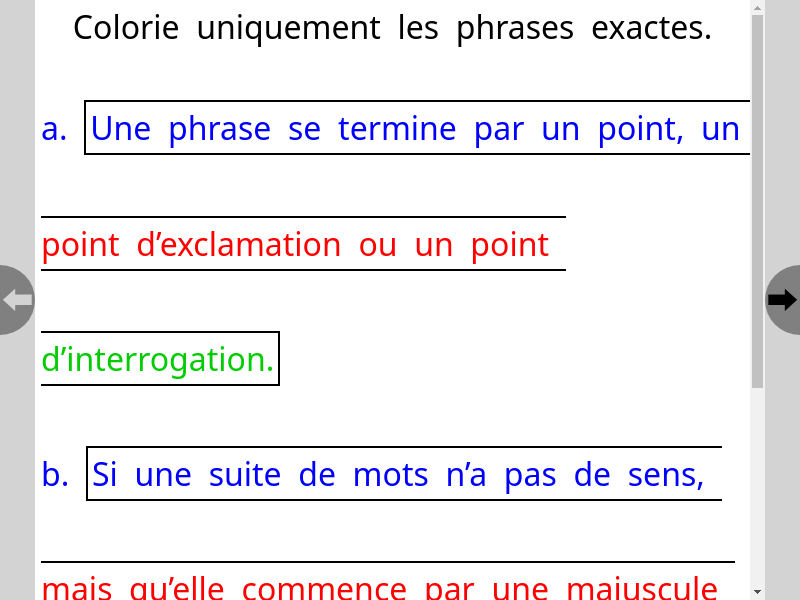 Colorie uniquement les phrases exactes.
a. Une phrase se termine par un point, un
point d’exclamation ou un point
d’interrogation.
b. Si une suite de mots n’a pas de sens,
mais qu’elle commence par une majuscule